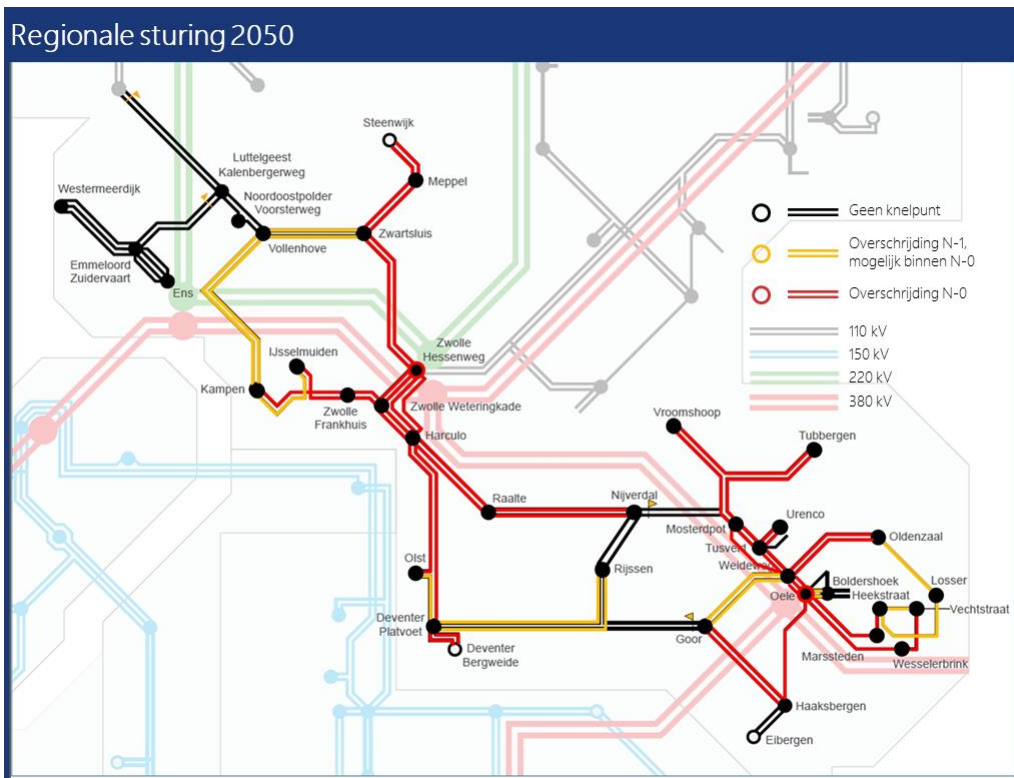 Regionale sturing 2050
Steenwijk
Luttelgeest
Kalenbergerweg
Meppel
Westermeerdijk
Noordoostpolder
Voorsterweg
Zwartsluis
Vollenhove
Emmeloord
Zuidervaart
Ens
Geen knelpunt
Overschrijding N-1,
mogelijk binnen N-0
Overschrijding N-0
110 kV
150 kV
220 kV
380 kV
Zwolle
Hessenweg
IJsselmuiden
Kampen
Zwolle
Frankhuis
Zwolle Weteringkade
Harculo
Vroomshoop
Tubbergen
Raalte
Nijverdal
Urenco
Mosterdpot
Oldenzaal
Tusveld
Weideweg
Olst
Rijssen
Boldershoek
Losser
Oele
Heekstraat
Vechtstraat
Deventer
Platvoet
Goor
Deventer
Bergweide
Marssteden
Wesselerbrink
Haaksbergen
Eibergen